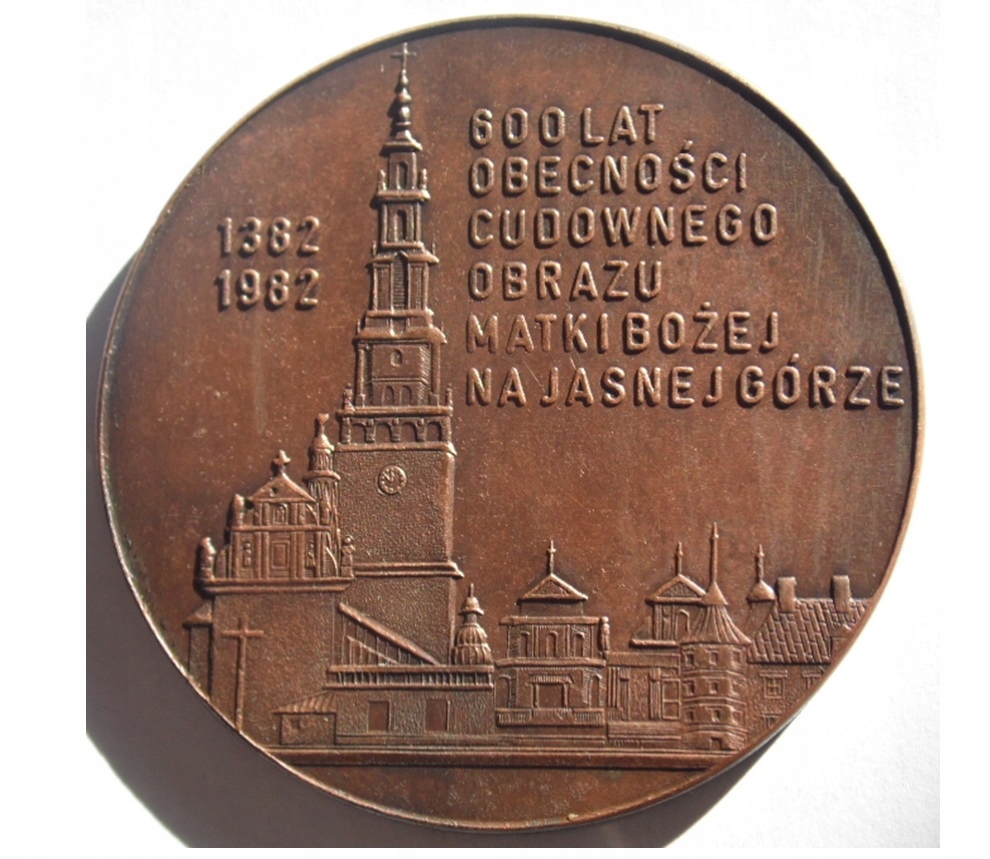 1382
1982
600 LAT
OBECNOŚCI
CUDOWNEGO
OBRAZU
MATKI BOŻEJ
NA JASNEJ GÓRZE